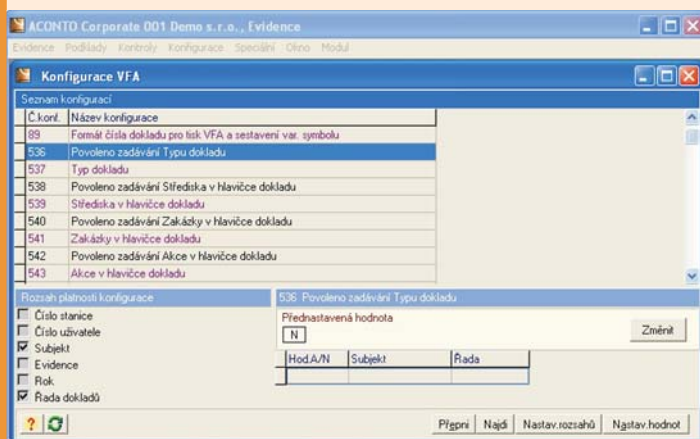 ACONTO Corporate 001 Demo s.r.o., Evidence
Evidence Podklady Kontroly Konfigurace Speciální Okno Modul
Konfigurace VFA
Seznam konfigurací
Č.konf. Název konfigurace
89 Formát čísla dokladu pro tisk VFA a sestavení var. symbolu
536 Povoleno zadávání Typu dokladu
537 Typ dokladu
538 Povoleno zadávání Střediska v hlavičce dokladu
539 Střediska v hlavičce dokladu
540 Povoleno zadávání Zakázky v hlavičce dokladu
541 Zakázky v hlavičce dokladu
542 Povoleno zadávání Akce v hlavičce dokladu
543 Akce v hlavičce dokladu
Rozsah platnosti konfigurace
Číslo stanice
Číslo uživatele
Subjekt
Evidence
Rok
Řada dokladů
536 Povoleno zadávání Typu dokladu
Přednastavená hodnota
N
Změnit
Hod.A/N Subjekt Řada
? Přepni Najdi Nastav.rozsahů Nastav.hodnot